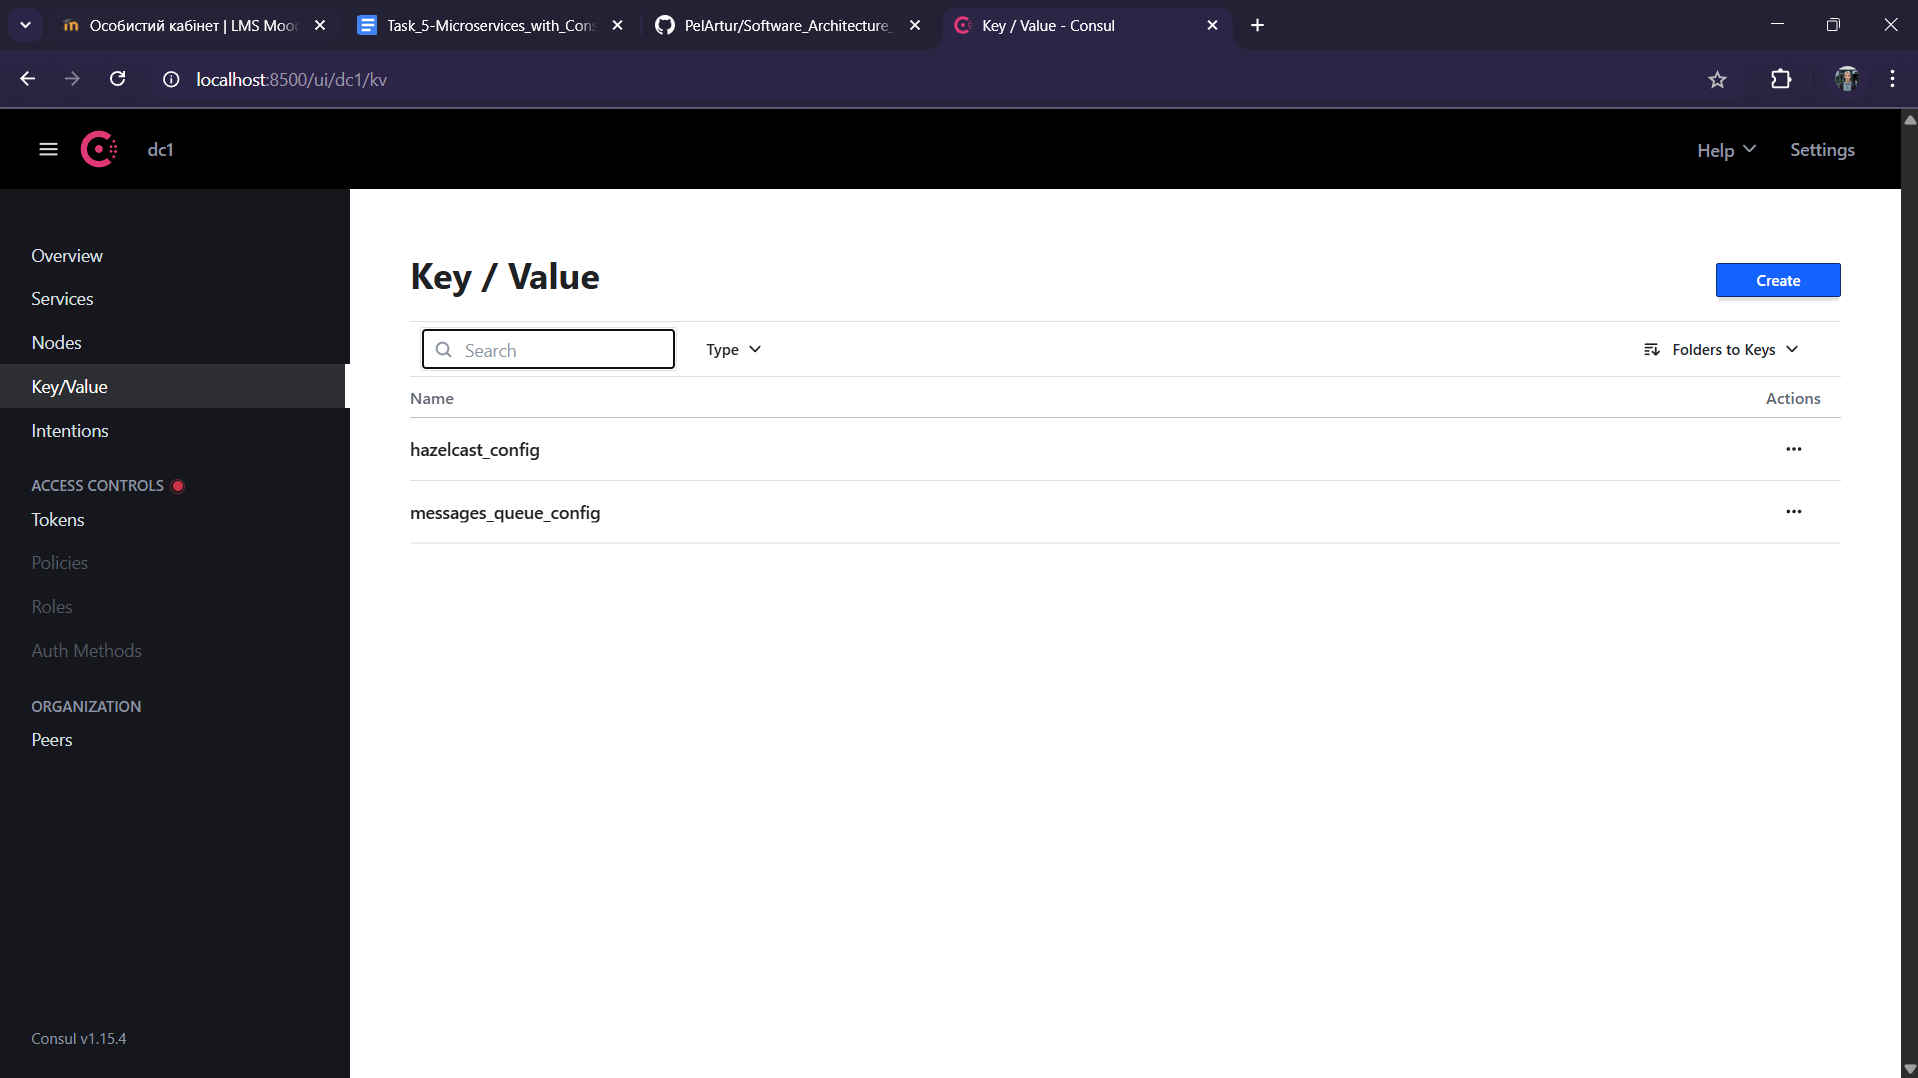 Особистий кабінет | LMS Moo
Task_5-Microservices_with_Con
PelArtur/Software_Architecture_
Key / Value - Consul
localhost:8500/ui/dc1/kv
dc1
Help
Settings
Overview
Services
Nodes
Key/Value
Intentions
ACCESS CONTROLS
Tokens
Policies
Roles
Auth Methods
ORGANIZATION
Peers
Consul v1.15.4
Key / Value
Create
Search
Type
Folders to Keys
Name
Actions
hazelcast_config
messages_queue_config